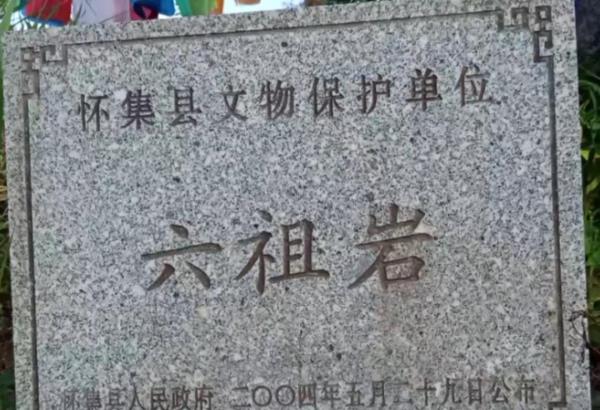 怀集县文物保护单位
六祖岩
怀集县人民政府 二〇〇四年五月二十九日公布